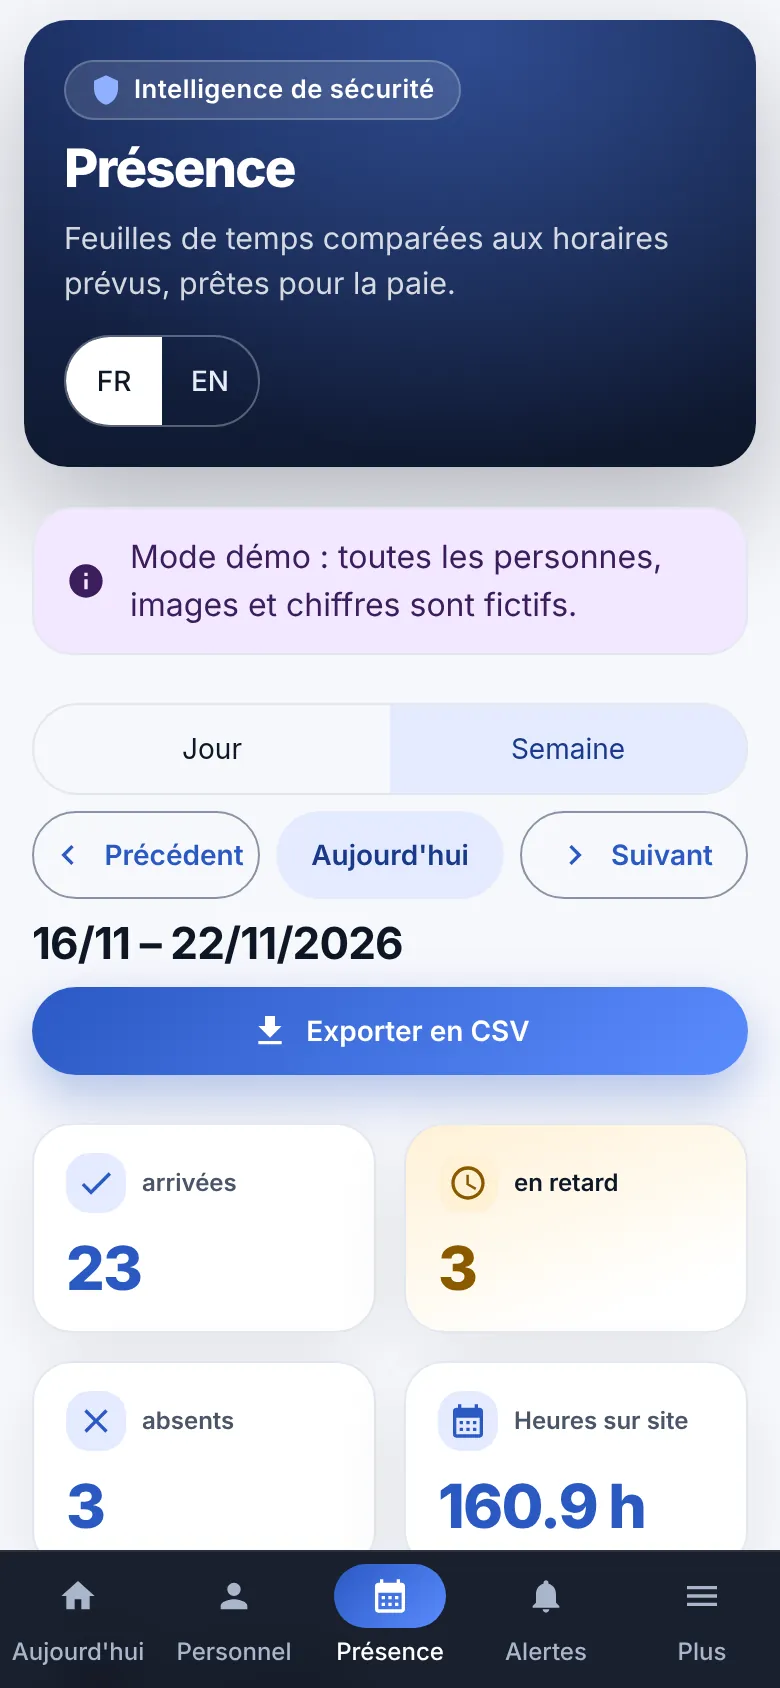 Intelligence de sécurité
Présence
Feuilles de temps comparées aux horaires
prévus, prêtes pour la paie.
FR EN
Mode démo : toutes les personnes,
images et chiffres sont fictifs.
Jour Semaine
Précédent Aujourd'hui Suivant
16/11 – 22/11/2026
Exporter en CSV
arrivées
23
en retard
3
absents
3
Heures sur site
160.9 h
Aujourd'hui Personnel Présence Alertes Plus